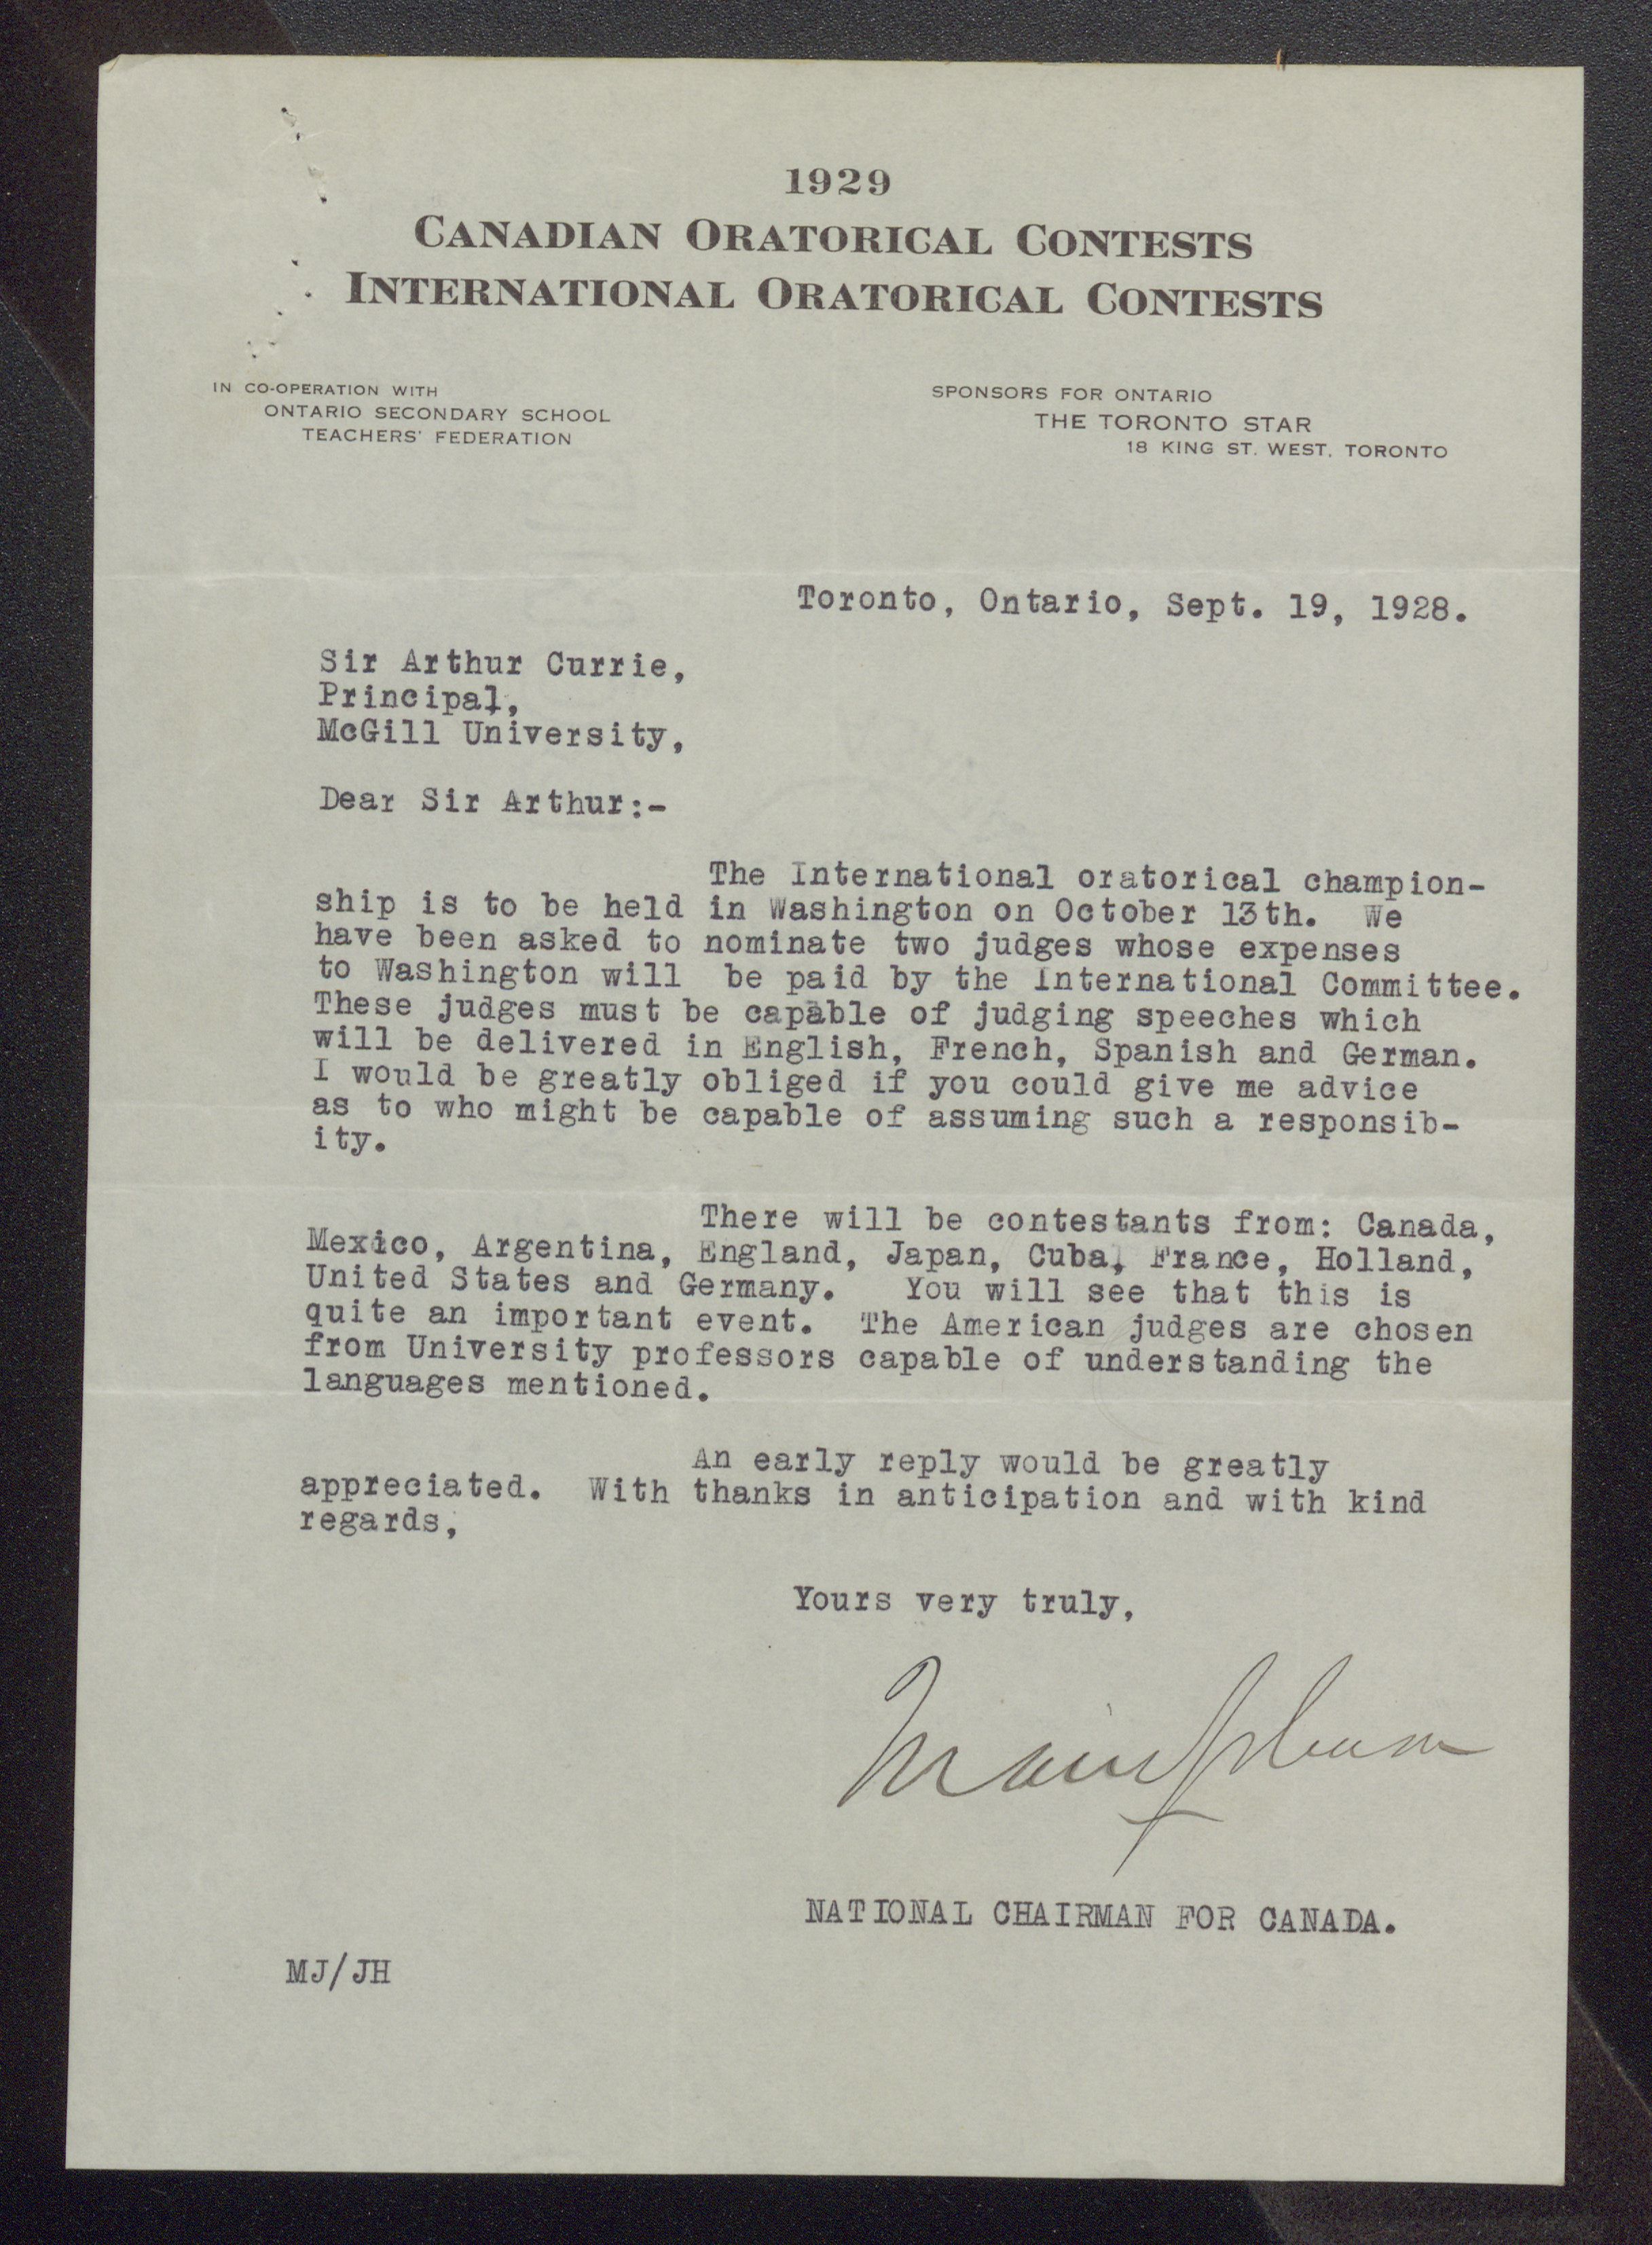 1929
CANADIAN ORATORICAL CONTESTS
INTERNATIONAL ORATORICAL CONTESTS
IN CO-OPERATION WITH
ONTARIO SECONDARY SCHOOL
TEACHERS' FEDERATION
SPONSORS FOR ONTARIO
THE TORONTO STAR
18 KING ST. WEST, TORONTO
Toronto, Ontario, Sept. 19, 1928.
Sir Arthur Currie,
Principal,
McGill University,
Dear Sir Arthur:-
The International oratorical champion-
ship is to be held in Washington on October 13th. We
have been asked to nominate two judges whose expenses
to Washington will be paid by the International Committee.
These judges must be capable of judging speeches which
will be delivered in English, French, Spanish and German.
I would be greatly obliged if you could give me advice
as to who might be capable of assuming such a responsib-
ity.
There will be contestants from: Canada,
Mexico, Argentina, England, Japan, Cuba, France, Holland,
United States and Germany. You will see that this is
quite an important event. The American judges are chosen
from University professors capable of understanding the
languages mentioned.
An early reply would be greatly
appreciated. With thanks in anticipation and with kind
regards,
Yours very truly,
NATIONAL CHAIRMAN FOR CANADA.
MJ/JH